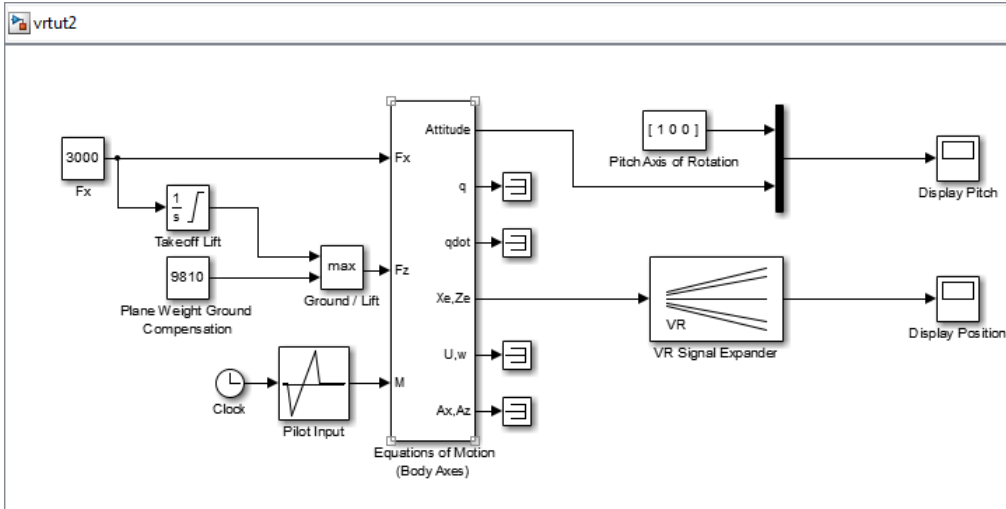 vrtut2
3000
Fx
1
s
Takeoff Lift
9810
Plane Weight Ground
Compensation
max
Ground / Lift
Clock
Pilot Input
Fx
Fz
M
Attitude
q
qdot
Xe,Ze
U,w
Ax,Az
Equations of Motion
(Body Axes)
[ 1 0 0 ]
Pitch Axis of Rotation
Display Pitch
VR
VR Signal Expander
Display Position